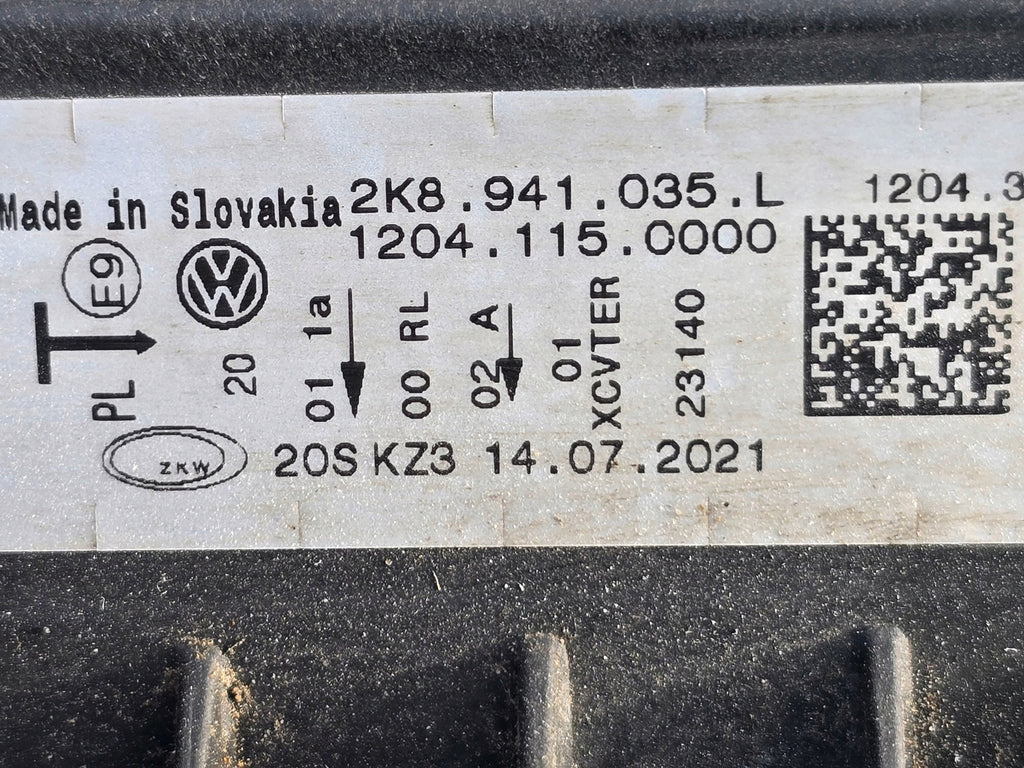 Made in Slovakia 2K8.941.035.L 1204.3
1204.115.0000
E9
T
PL
VW
20
01 1a
00 RL
02 A
01
XCVTER
23140
ZKW 20S KZ3 14.07.2021